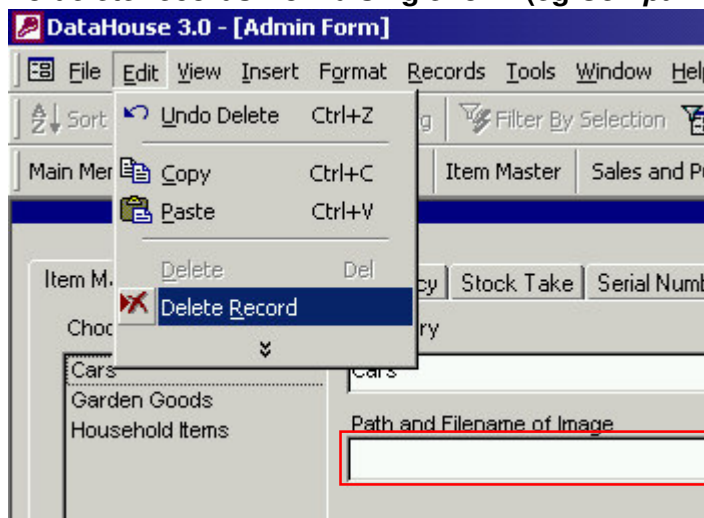 DataHouse 3.0 - [Admin Form]
File Edit View Insert Format Records Tools Window Help
Sort Undo Delete Ctrl+Z Filter By Selection
Main Copy Ctrl+C Item Master Sales and
Paste Ctrl+V
Item Delete Del Stock Take Serial
Delete Record
Cars
Garden Goods
Household Items
Path and Filename of Image